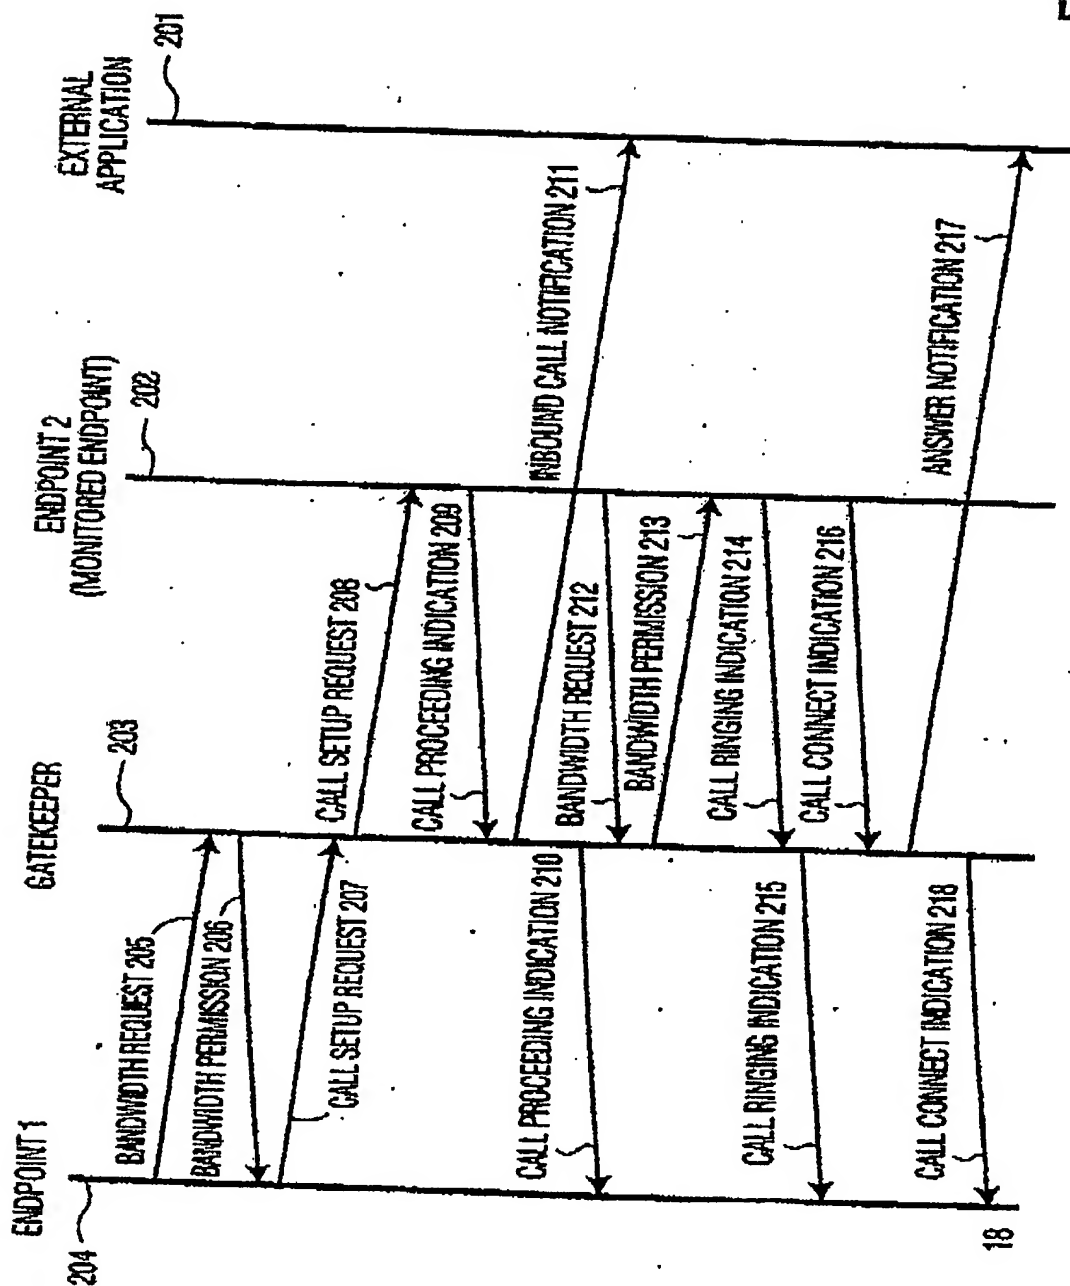 ENDPOINT 1
204
GATEKEEPER
203
ENDPOINT 2
(MONITORED ENDPOINT)
202
EXTERNAL
APPLICATION
201
BANDWIDTH REQUEST 205
BANDWIDTH PERMISSION 206
CALL SETUP REQUEST 207
CALL SETUP REQUEST 208
CALL PROCEEDING INDICATION 209
CALL PROCEEDING INDICATION 210
INBOUND CALL NOTIFICATION 211
BANDWIDTH REQUEST 212
BANDWIDTH PERMISSION 213
CALL RINGING INDICATION 214
CALL RINGING INDICATION 215
CALL CONNECT INDICATION 216
ANSWER NOTIFICATION 217
CALL CONNECT INDICATION 218
18